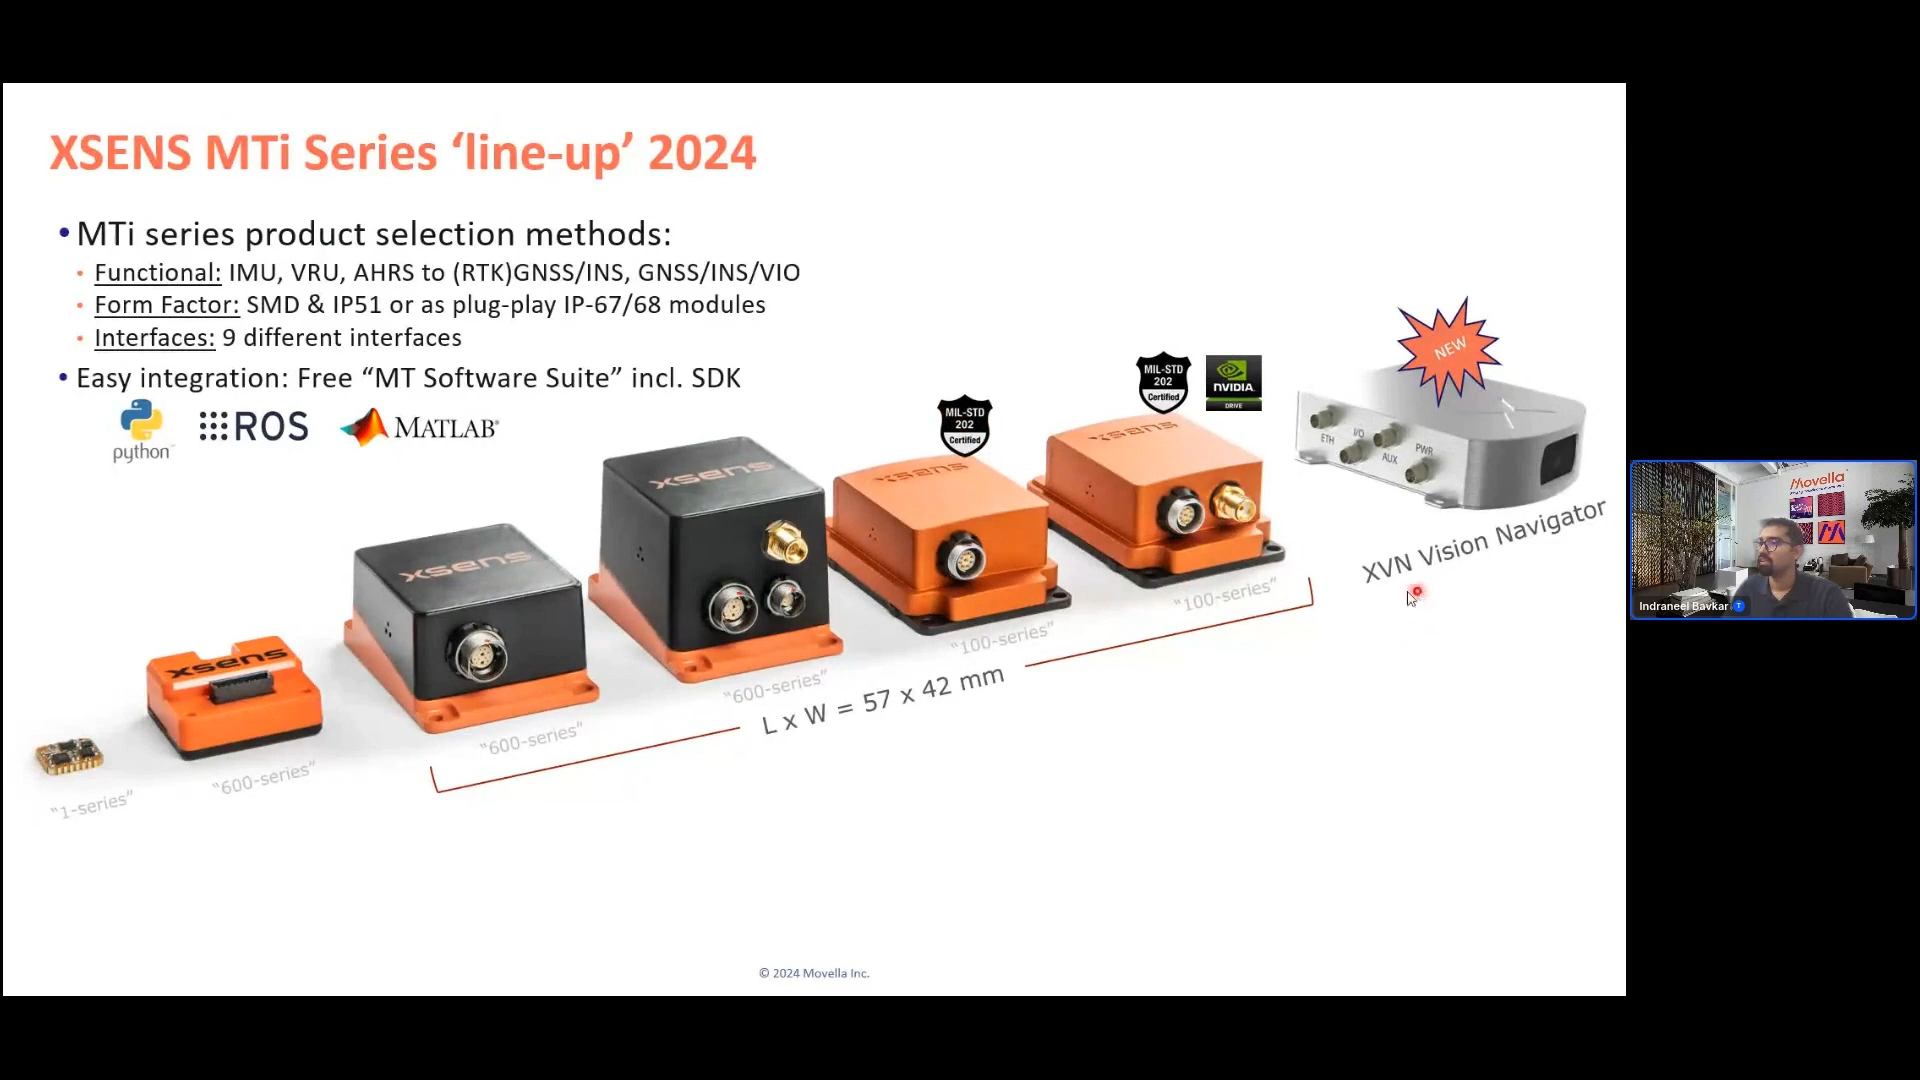 XSENS MTi Series ‘line-up’ 2024
•MTi series product selection methods:
• Functional: IMU, VRU, AHRS to (RTK)GNSS/INS, GNSS/INS/VIO
• Form Factor: SMD & IP51 or as plug-play IP-67/68 modules
• Interfaces: 9 different interfaces
• Easy integration: Free “MT Software Suite” incl. SDK
python
ROS
MATLAB
MIL-STD
202
Certified
MIL-STD
202
Certified
NVIDIA.
DRIVE
NEW
xsens
xsens
xsens
xsens
xsens
ETH
I/O
AUX
PWR
XVN Vision Navigator
"1-series"
"600-series"
"600-series"
"600-series"
"100-series"
"100-series"
L x W = 57 x 42 mm
© 2024 Movella Inc.
Movella
Indraneel Bavkar